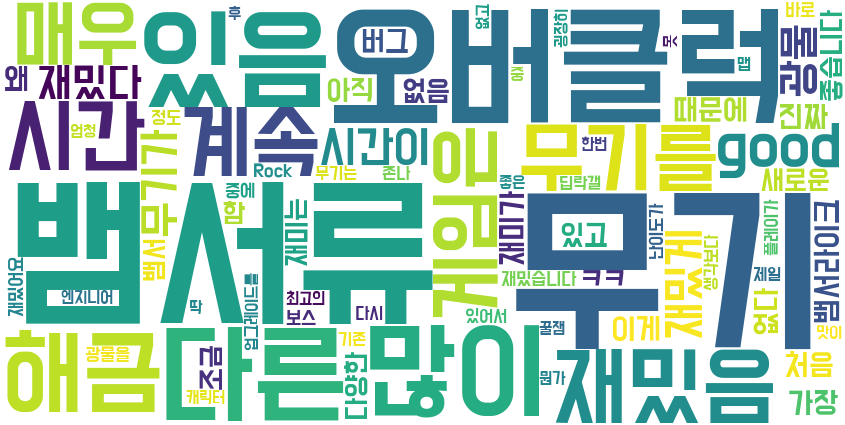 매우
있음
후
오버클럭
버그
없고
굉장히
못
맵
바로
광물
좋습니다
왜
재밌다
아직
없었음
중
때문에
진짜
시간
엄청
정도
계속
시간이
은
무기를
한번
good
무기가
Rock
무기는
존나
좋은
딥락갤
새로운
뱀서류
중에
함
재미는
게임
재미가
무기
있고
난이도가
생각보다
플레이가
뱀서
재밌습니다
ㅋㅋ
재밌게
제일
없다
뱀서라이크
재밌어요
엔지니어
딱
업그레이드를
최고의
보스
다시
있어서
꿀잼
이게
맛이
해금
광물을
조금
캐릭터
다른
기존
다양한
많이
뭔가
재밌음
처음
가장